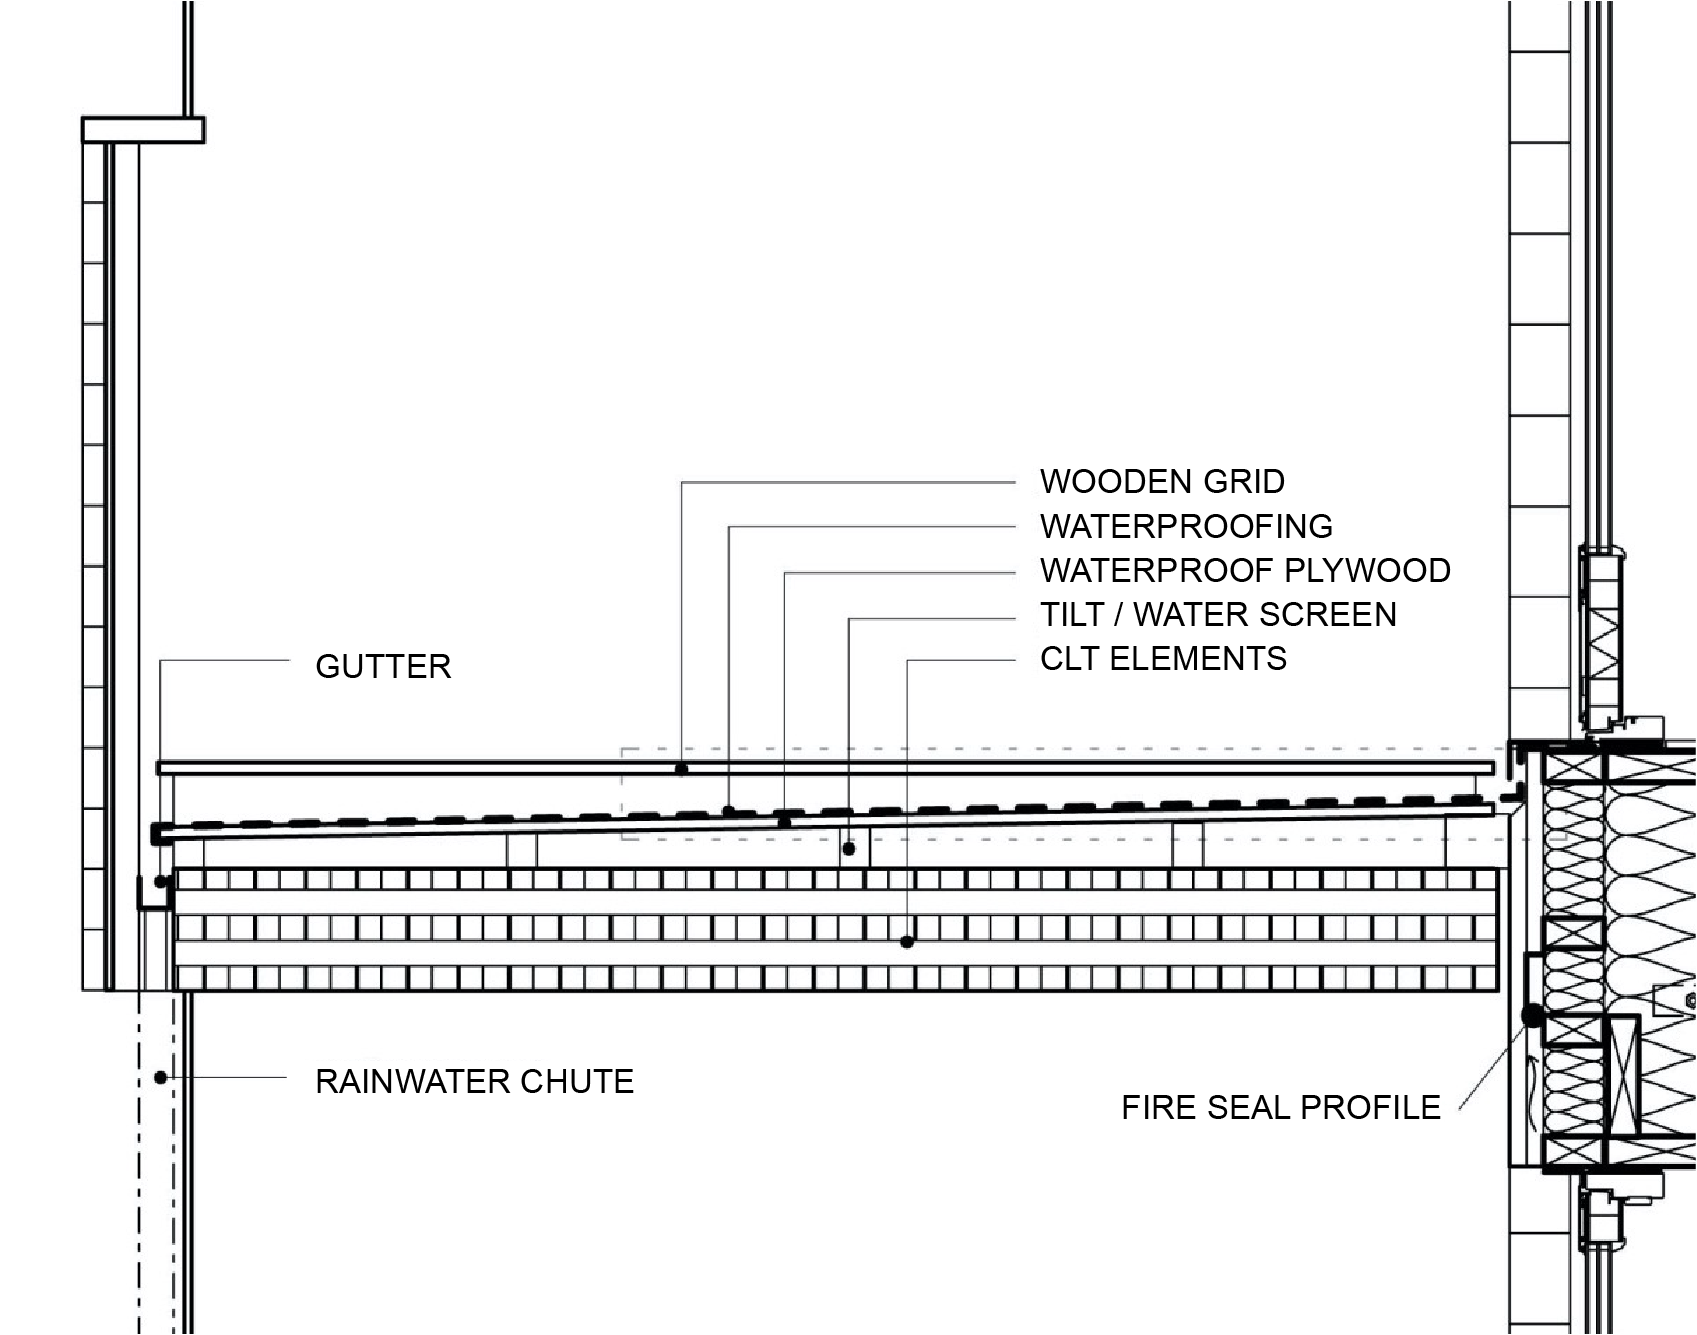 WOODEN GRID
WATERPROOFING
WATERPROOF PLYWOOD
TILT / WATER SCREEN
CLT ELEMENTS
GUTTER
RAINWATER CHUTE
FIRE SEAL PROFILE